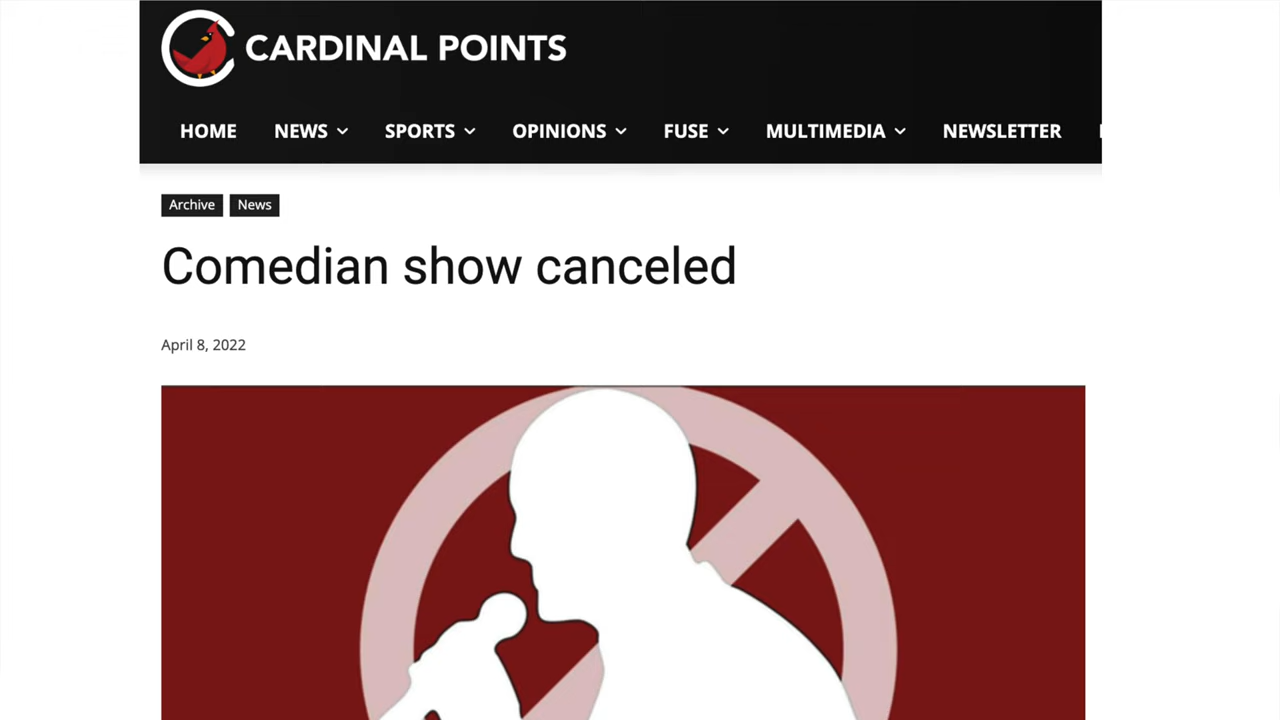 CARDINAL POINTS
HOME NEWS SPORTS OPINIONS FUSE MULTIMEDIA NEWSLETTER
Archive News
Comedian show canceled
April 8, 2022